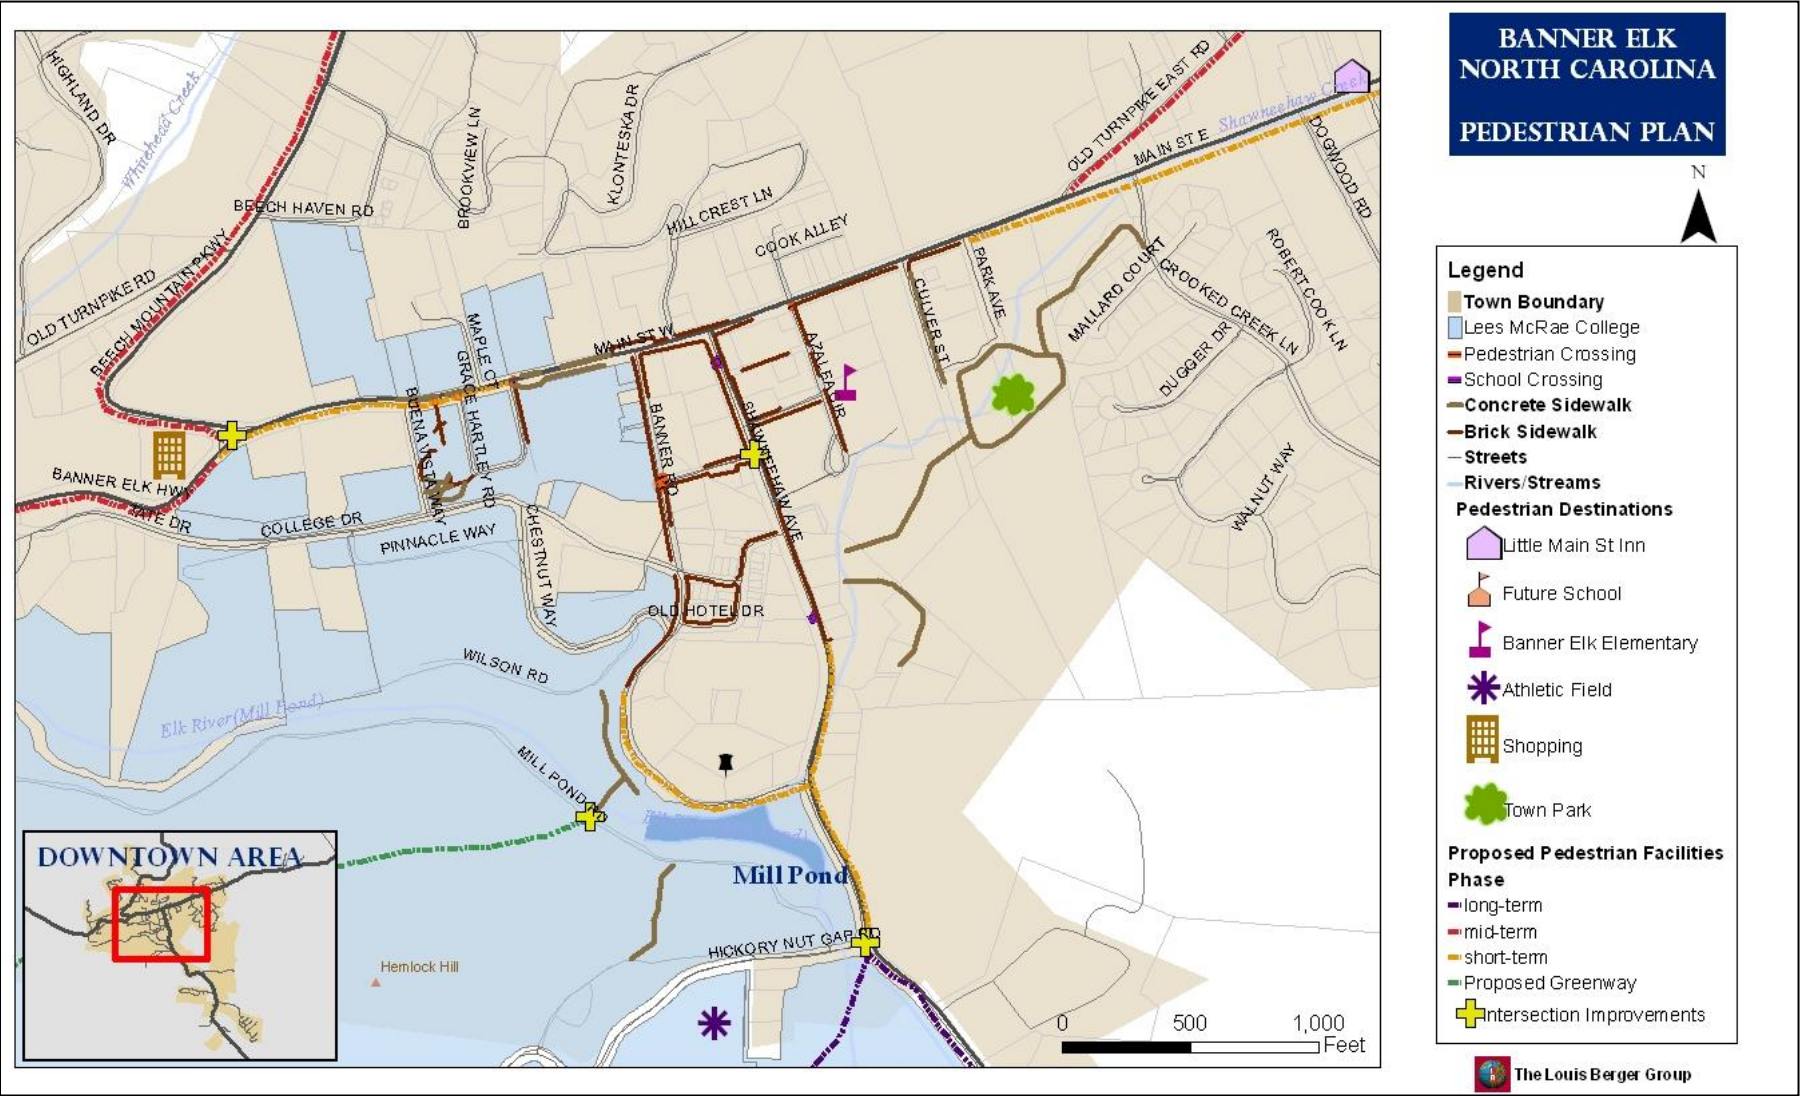 BANNER ELK
NORTH CAROLINA
PEDESTRIAN PLAN
N
Legend
Town Boundary
Lees McRae College
Pedestrian Crossing
School Crossing
Concrete Sidewalk
Brick Sidewalk
Streets
Rivers/Streams
Pedestrian Destinations
Little Main St Inn
Future School
Banner Elk Elementary
Athletic Field
Shopping
Town Park
Proposed Pedestrian Facilities
Phase
long-term
mid-term
short-term
Proposed Greenway
Intersection Improvements
The Louis Berger Group
HIGHLAND DR
Whitehead Creek
BROOKVIEW LN
KLONTESKA DR
OLD TURNPIKE EAST RD
Shawneehaw Creek
MAIN ST E
DOGWOOD RD
BEECH HAVEN RD
HILLCREST LN
COOK ALLEY
OLD TURNPIKE RD
BEECH MOUNTAIN PKWY
PARK AVE
MALLARD COURT
CROOKED CREEK LN
ROBERT COOK LN
DUGGER DR
CULVER ST
AZALEA CIR
MAIN ST W
MAPLE CT
GRACE HARTLEY RD
BUENA VISTA WAY
BANNER RD
SHAWNEEHAW AVE
WALNUT WAY
BANNER ELK HWY
TATE DR
COLLEGE DR
PINNACLE WAY
CHESTNUT WAY
OLD HOTEL DR
WILSON RD
Elk River(Mill Pond)
MILL POND RD
Mill Pond
HICKORY NUT GAP RD
Hemlock Hill
DOWNTOWN AREA
0 500 1,000
Feet